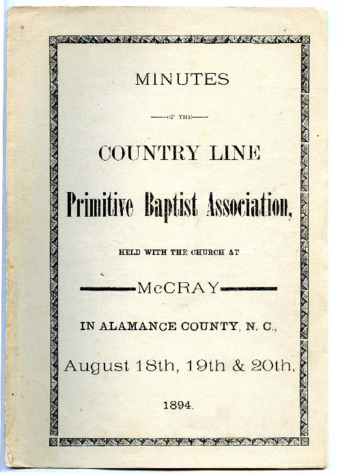 MINUTES
OF THE
COUNTRY LINE
Primitive Baptist Association,
HELD WITH THE CHURCH AT
McCRAY
IN ALAMANCE COUNTY, N. C.,
August 18th, 19th & 20th,
1894.